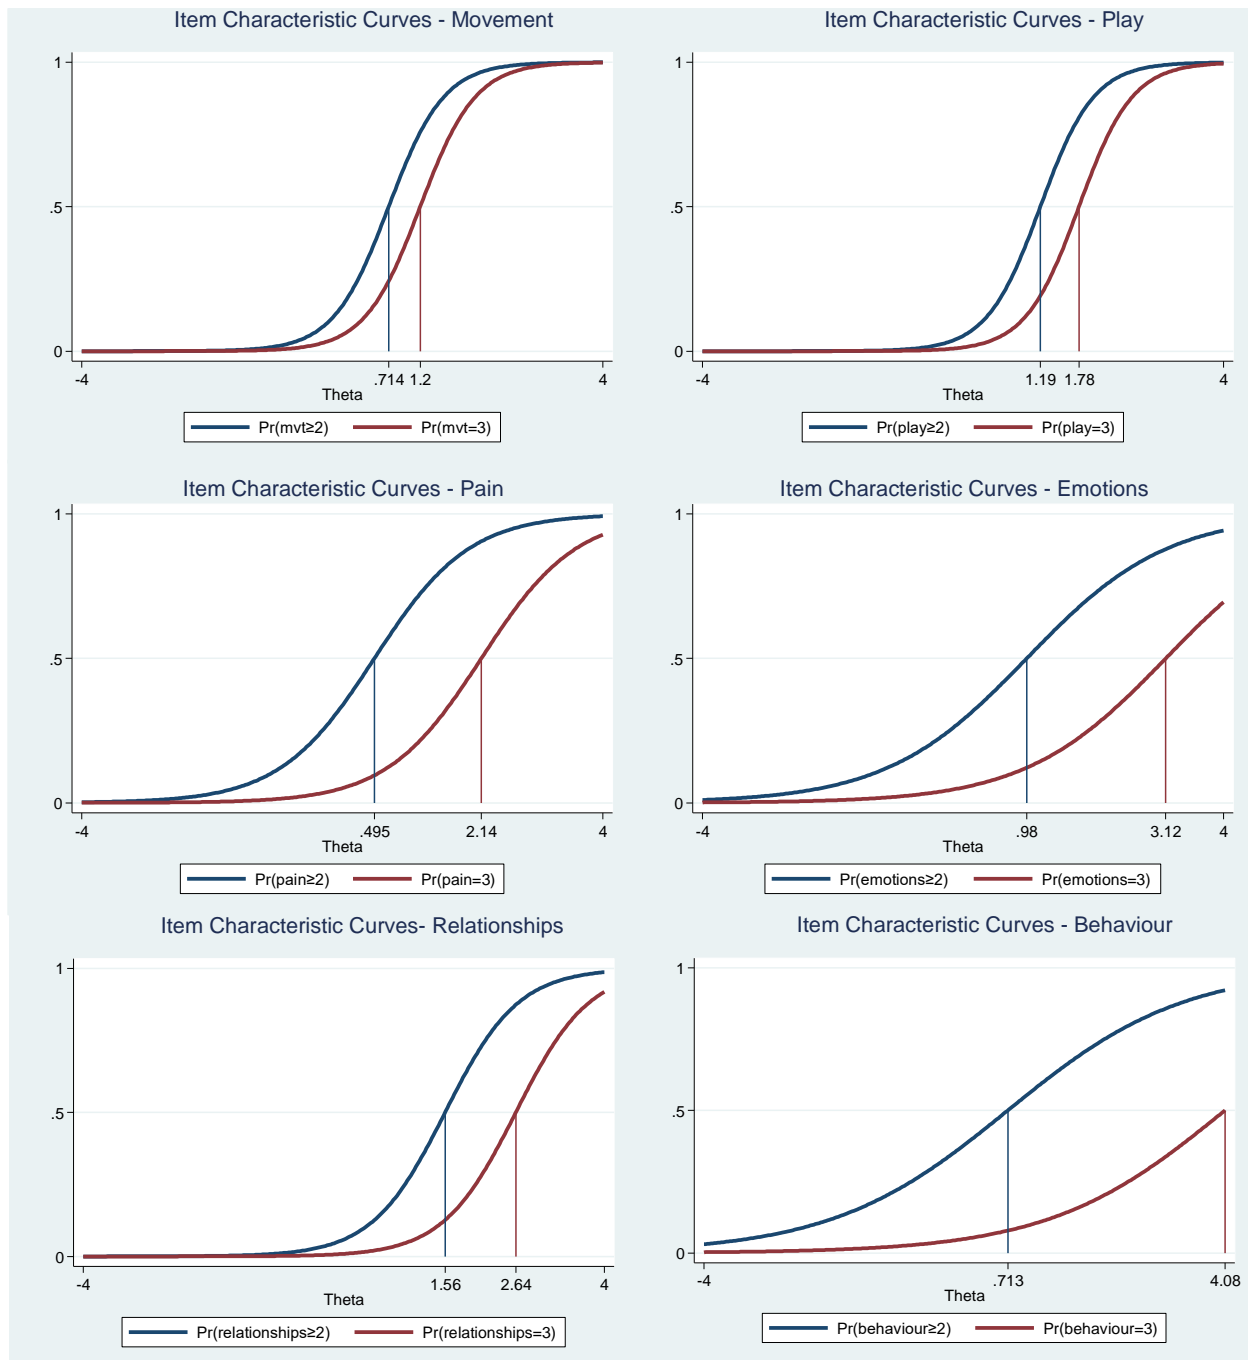 Item Characteristic Curves - Movement
1
.5
0
-4
.714
1.2
4
Theta
Pr(mvt≥2)
Pr(mvt=3)
Item Characteristic Curves - Play
1
.5
0
-4
1.19
1.78
4
Theta
Pr(play≥2)
Pr(play=3)
Item Characteristic Curves - Pain
1
.5
0
-4
.495
2.14
4
Theta
Pr(pain≥2)
Pr(pain=3)
Item Characteristic Curves - Emotions
1
.5
0
-4
.98
3.12
4
Theta
Pr(emotions≥2)
Pr(emotions=3)
Item Characteristic Curves- Relationships
1
.5
0
-4
1.56
2.64
4
Theta
Pr(relationships≥2)
Pr(relationships=3)
Item Characteristic Curves - Behaviour
1
.5
0
-4
.713
4.08
Theta
Pr(behaviour≥2)
Pr(behaviour=3)